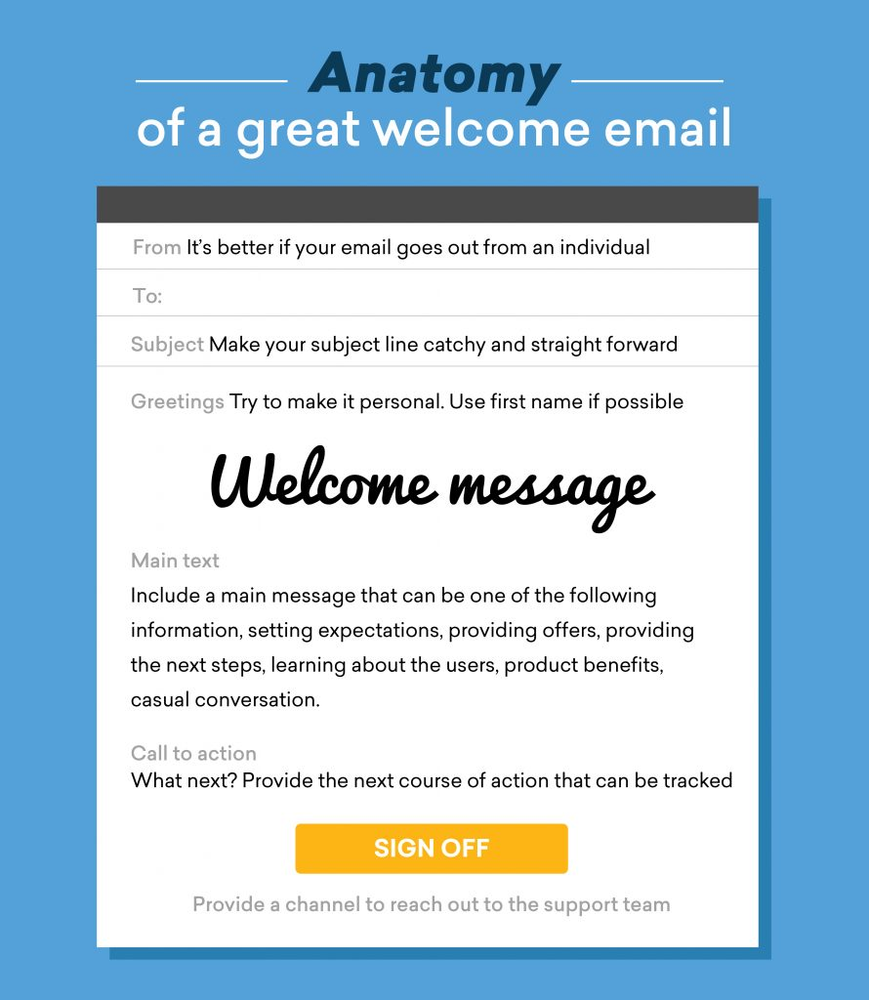 Anatomy
of a great welcome email
From It’s better if your email goes out from an individual
To:
Subject Make your subject line catchy and straight forward
Greetings Try to make it personal. Use first name if possible
Welcome message
Main text
Include a main message that can be one of the following
information, setting expectations, providing offers, providing
the next steps, learning about the users, product benefits,
casual conversation.
Call to action
What next? Provide the next course of action that can be tracked
SIGN OFF
Provide a channel to reach out to the support team